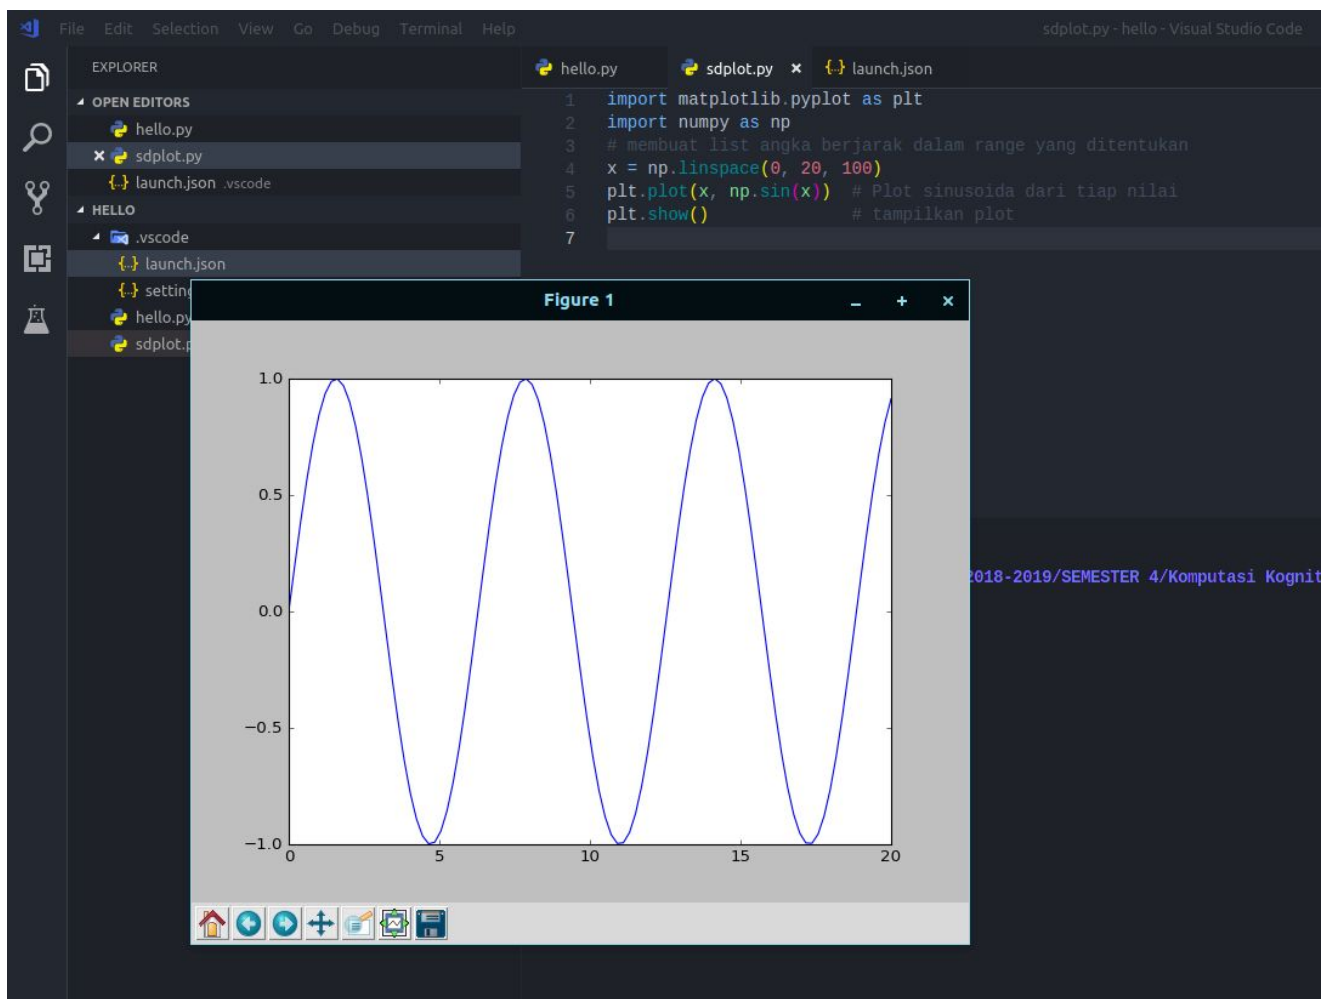 File Edit Selection View Go Debug Terminal Help
sdplot.py - hello - Visual Studio Code
EXPLORER
OPEN EDITORS
hello.py
sdplot.py
launch.json .vscode
HELLO
.vscode
launch.json
setting
hello.py
sdplot.p
hello.py sdplot.py launch.json
1 import matplotlib.pyplot as plt
2 import numpy as np
3 # membuat list angka berjarak dalam range yang ditentukan
4 x = np.linspace(0, 20, 100)
5 plt.plot(x, np.sin(x)) # Plot sinusoida dari tiap nilai
6 plt.show() # tampilkan plot
7
2018-2019/SEMESTER 4/Komputasi Kognit
Figure 1
1.0
0.5
0.0
−0.5
−1.0
0 5 10 15 20